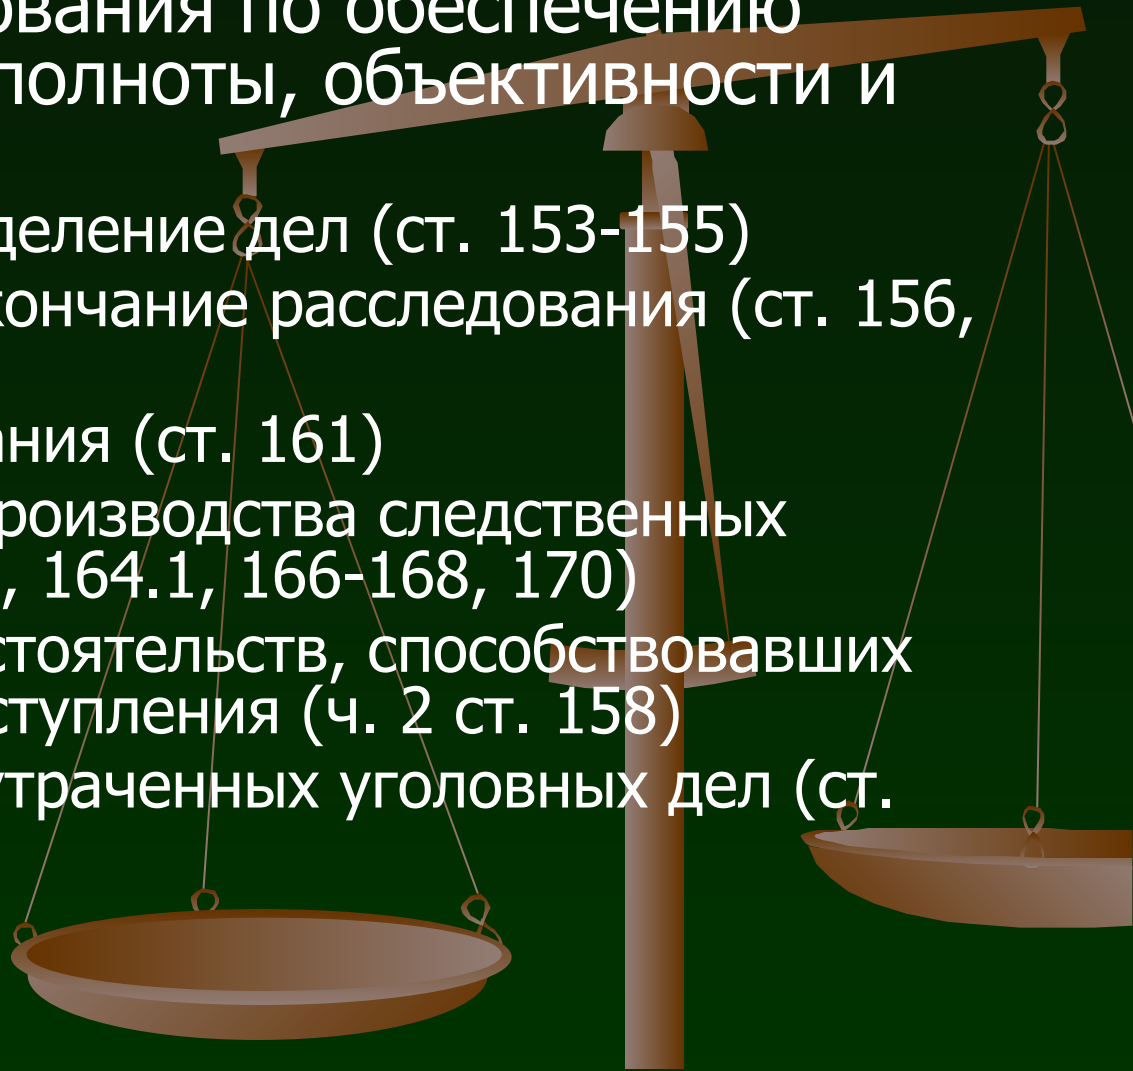 ования по обеспечению
полноты, объективности и
деление дел (ст. 153-155)
кончание расследования (ст. 156,
ания (ст. 161)
роизводства следственных
, 164.1, 166-168, 170)
стоятельств, способствовавших
ступления (ч. 2 ст. 158)
утраченных уголовных дел (ст.